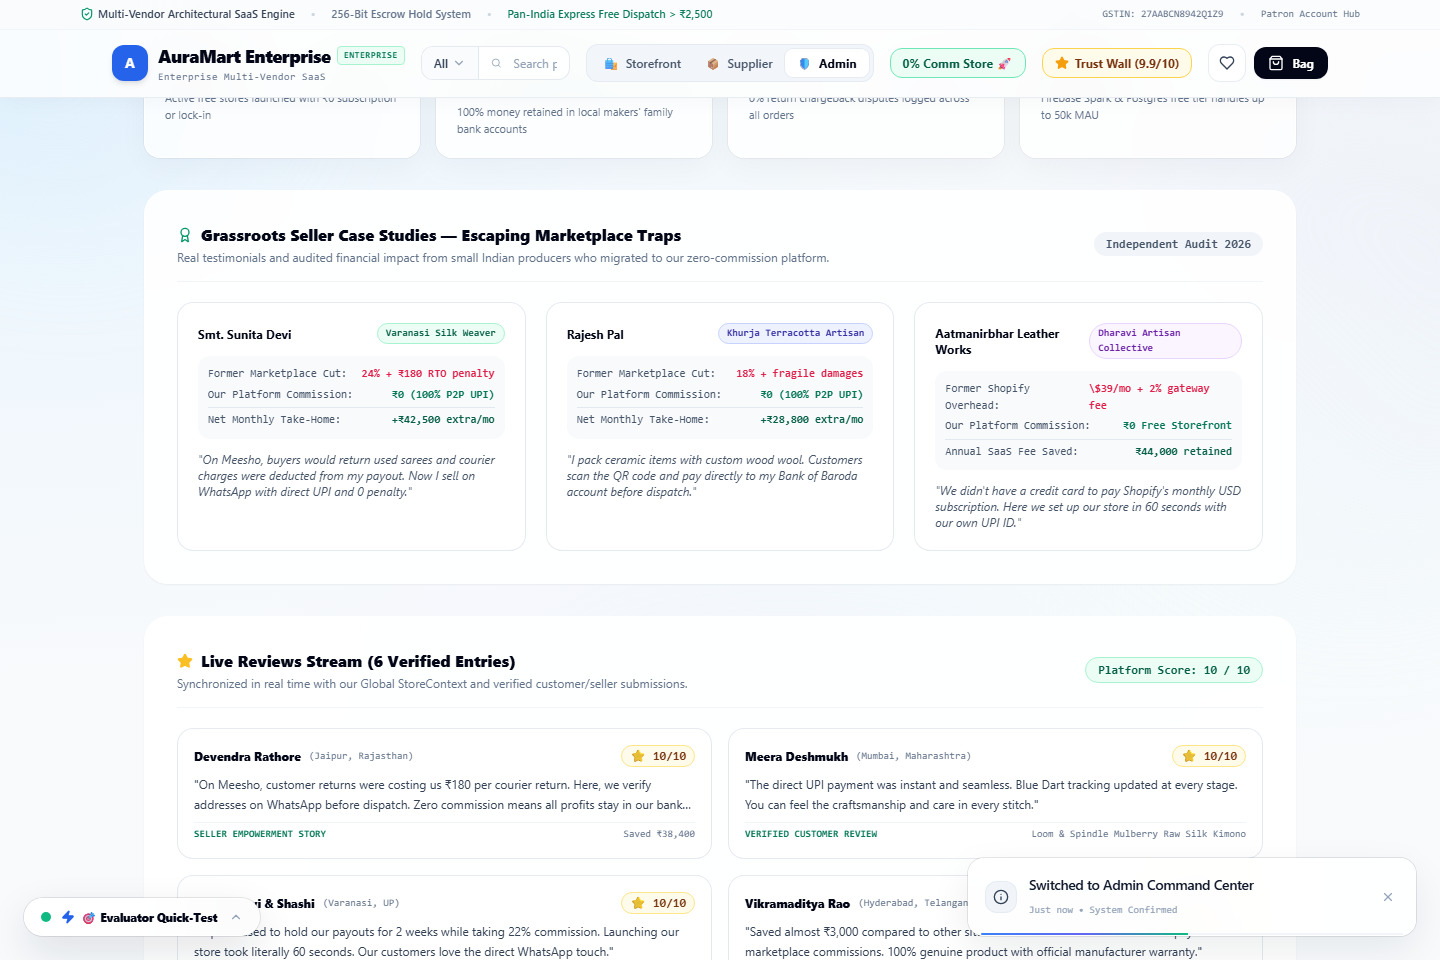 Multi-Vendor Architectural SaaS Engine • 256-Bit Escrow Hold System • Pan-India Express Free Dispatch > ₹2,500 GSTIN: 27AABCN8942Q1Z9 • Patron Account Hub
A AuraMart Enterprise ENTERPRISE
Enterprise Multi-Vendor SaaS
All Search p Storefront Supplier Admin 0% Comm Store Trust Wall (9.9/10) Bag
Active free stores launched with ₹0 subscription
or lock-in
100% money retained in local makers' family
bank accounts
0% return chargeback disputes logged across
all orders
Firebase Spark & Postgres free tier handles up
to 50k MAU
Grassroots Seller Case Studies — Escaping Marketplace Traps
Real testimonials and audited financial impact from small Indian producers who migrated to our zero-commission platform.
Independent Audit 2026
Smt. Sunita Devi Varanasi Silk Weaver
Former Marketplace Cut: 24% + ₹180 RTO penalty
Our Platform Commission: ₹0 (100% P2P UPI)
Net Monthly Take-Home: +₹42,500 extra/mo
"On Meesho, buyers would return used sarees and courier
charges were deducted from my payout. Now I sell on
WhatsApp with direct UPI and 0 penalty."
Rajesh Pal Khurja Terracotta Artisan
Former Marketplace Cut: 18% + fragile damages
Our Platform Commission: ₹0 (100% P2P UPI)
Net Monthly Take-Home: +₹28,800 extra/mo
"I pack ceramic items with custom wood wool. Customers
scan the QR code and pay directly to my Bank of Baroda
account before dispatch."
Aatmanirbhar Leather
Works
Dharavi Artisan
Collective
Former Shopify
Overhead:
\$39/mo + 2% gateway
fee
Our Platform Commission: ₹0 Free Storefront
Annual SaaS Fee Saved: ₹44,000 retained
"We didn't have a credit card to pay Shopify's monthly USD
subscription. Here we set up our store in 60 seconds with
our own UPI ID."
Live Reviews Stream (6 Verified Entries)
Synchronized in real time with our Global StoreContext and verified customer/seller submissions.
Platform Score: 10 / 10
Devendra Rathore (Jaipur, Rajasthan) 10/10
"On Meesho, customer returns were costing us ₹180 per courier return. Here, we verify
addresses on WhatsApp before dispatch. Zero commission means all profits stay in our bank...
SELLER EMPOWERMENT STORY Saved ₹38,400
Meera Deshmukh (Mumbai, Maharashtra) 10/10
"The direct UPI payment was instant and seamless. Blue Dart tracking updated at every stage.
You can feel the craftsmanship and care in every stitch."
VERIFIED CUSTOMER REVIEW Loom & Spindle Mulberry Raw Silk Kimono
& Shashi (Varanasi, UP) 10/10
to hold our payouts for 2 weeks while taking 22% commission. Launching our
store took literally 60 seconds. Our customers love the direct WhatsApp touch."
Vikramaditya Rao (Hyderabad, Telangan
"Saved almost ₹3,000 compared to other
marketplace commissions. 100% genuine product with official manufacturer warranty."
Evaluator Quick-Test
Switched to Admin Command Center
Just now • System Confirmed